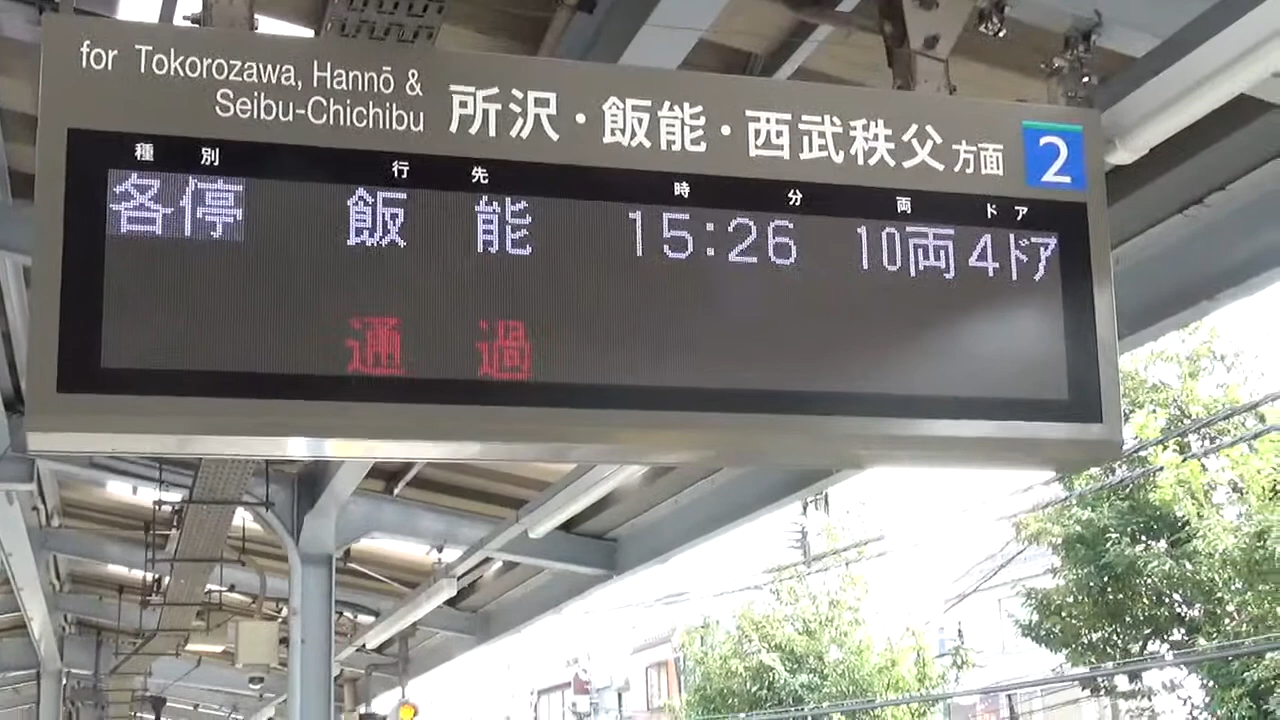 for Tokorozawa, Hannō &
Seibu-Chichibu
所沢・飯能・西武秩父方面 2
種別 行先 時 分 両 ドア
各停 飯能 15:26 10両 4ドア
通過